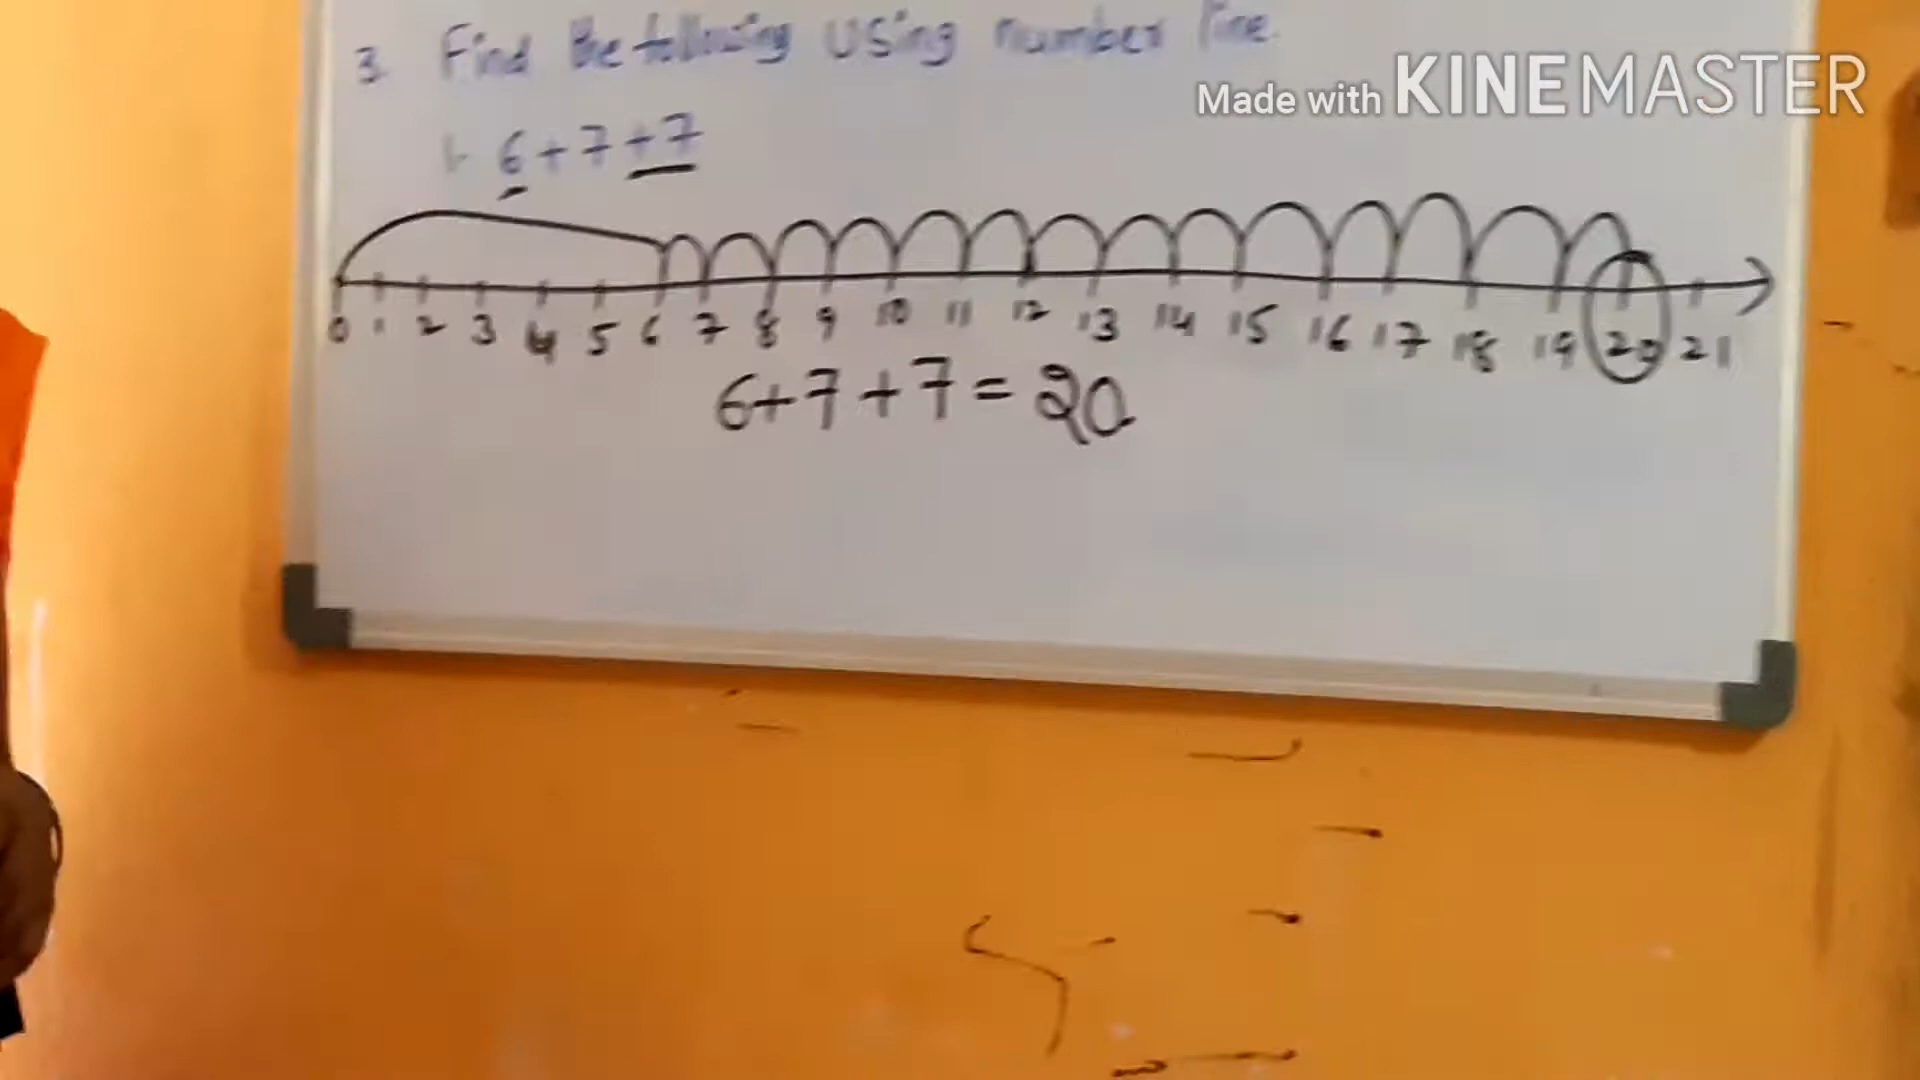 3. Find the following using number line.
Made with KINEMASTER
1. 6+7+7
0 1 2 3 4 5 6 7 8 9 10 11 12 13 14 15 16 17 18 19 20 21
6+7+7=20